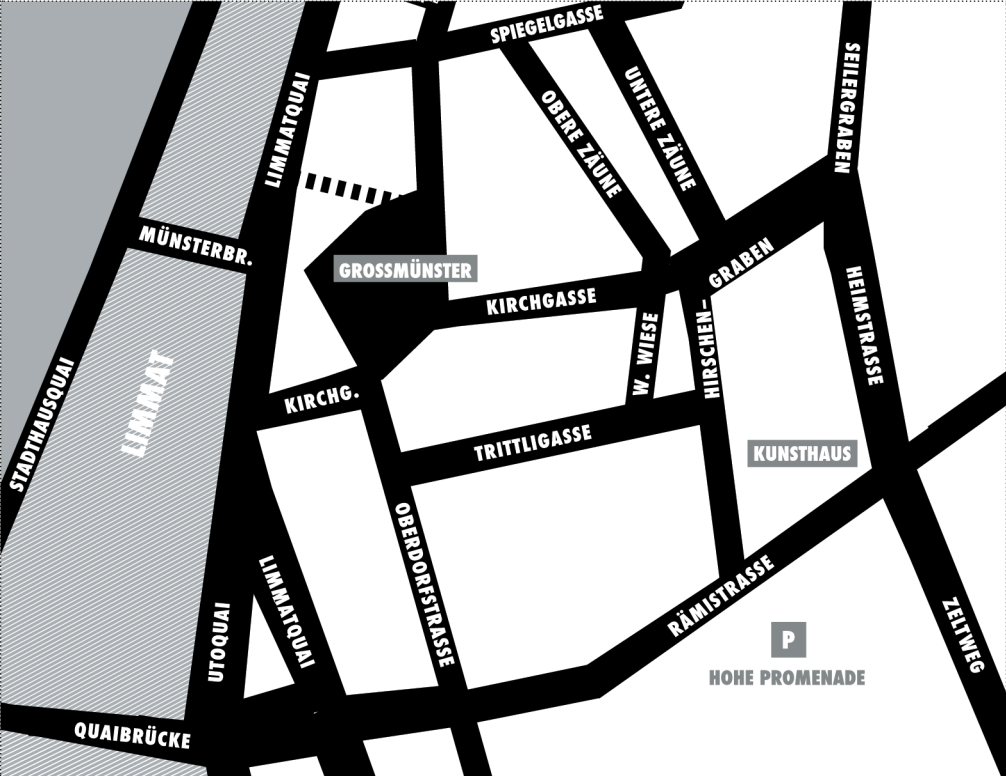 SPIEGELGASSE
SEILERGRABEN
LIMMATQUAI
OBERE ZÄUNE
UNTERE ZÄUNE
MÜNSTERBR.
GROSSMÜNSTER
GRABEN
KIRCHGASSE
HEIMSTRASSE
W. WIESE
HIRSCHEN-
LIMMAT
STADTHAUSQUAI
KIRCHG.
TRITTLIGASSE
KUNSTHAUS
OBERDORFSTRASSE
LIMMATQUAI
UTOQUAI
RÄMISTRASSE
ZELTWEG
P
HOHE PROMENADE
QUAIBRÜCKE